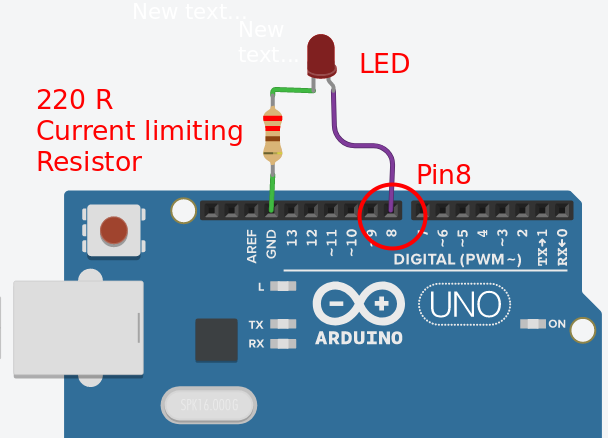 New text...
New
text...
LED
220 R
Current limiting
Resistor
Pin8
AREF
GND
13
12
~11
~10
~9
8
7
~6
~5
4
~3
2
TX→1
RX←0
DIGITAL (PWM~)
L
TX
RX
ARDUINO
UNO
ON
SPK16.000G